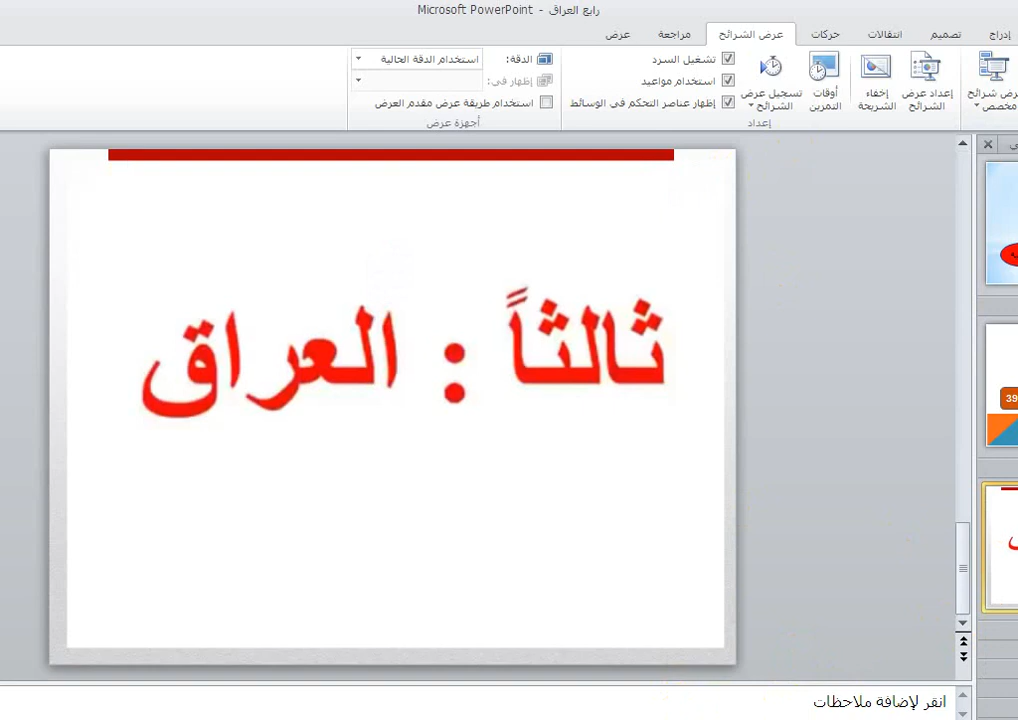 رابع العراق - Microsoft PowerPoint
إدراج تصميم انتقالات حركات عرض الشرائح مراجعة عرض
شرائح مخصص
إعداد عرض الشرائح
إخفاء الشريحة
أوقات التمرين
تسجيل عرض الشرائح
تشغيل السرد
استخدام مواعيد
إظهار عناصر التحكم في الوسائط
إعداد
الدقة: استخدام الدقة الحالية
إظهار في:
استخدام طريقة عرض مقدم العرض
أجهزة عرض
ثالثاً : العراق
39
انقر لإضافة ملاحظات